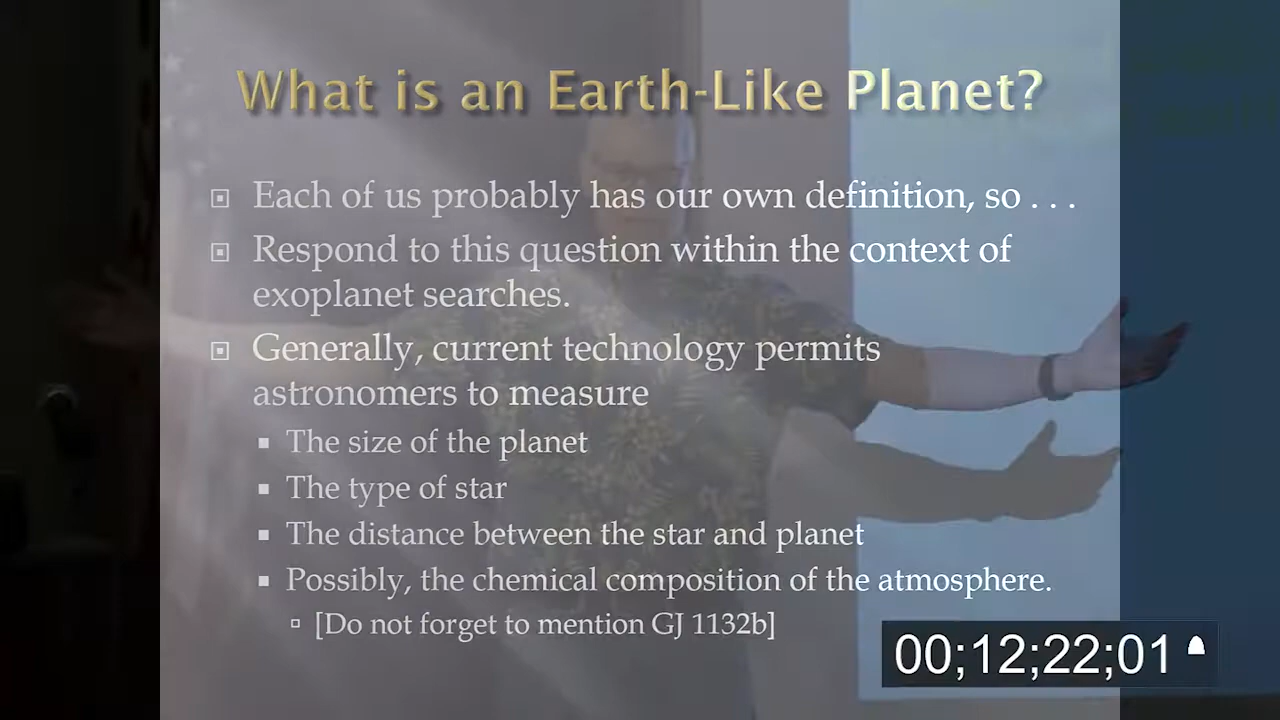 What is an Earth-Like Planet?
Each of us probably has our own definition, so . . .
Respond to this question within the context of
exoplanet searches.
Generally, current technology permits
astronomers to measure
The size of the planet
The type of star
The distance between the star and planet
Possibly, the chemical composition of the atmosphere.
[Do not forget to mention GJ 1132b]
00;12;22;01